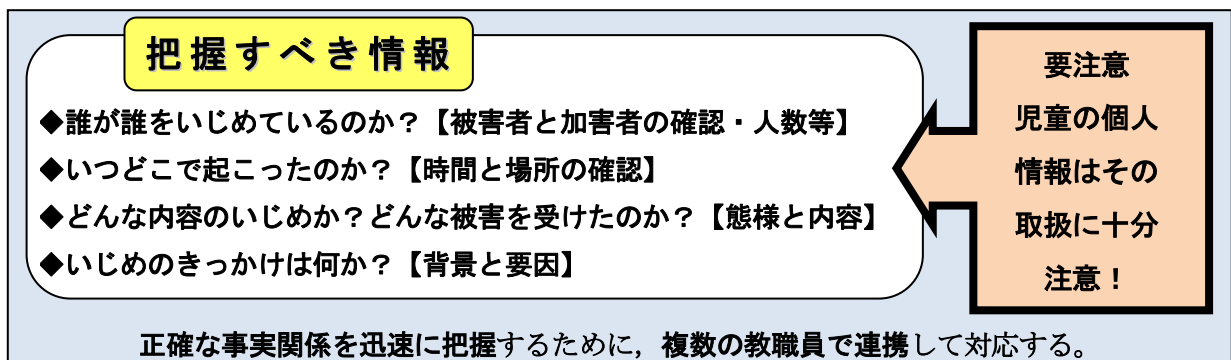 把握すべき情報
◆誰が誰をいじめているのか？【被害者と加害者の確認・人数等】
◆いつどこで起こったのか？【時間と場所の確認】
◆どんな内容のいじめか？どんな被害を受けたのか？【態様と内容】
◆いじめのきっかけは何か？【背景と要因】
要注意
児童の個人
情報はその
取扱に十分
注意！
正確な事実関係を迅速に把握するために，複数の教職員で連携して対応する。